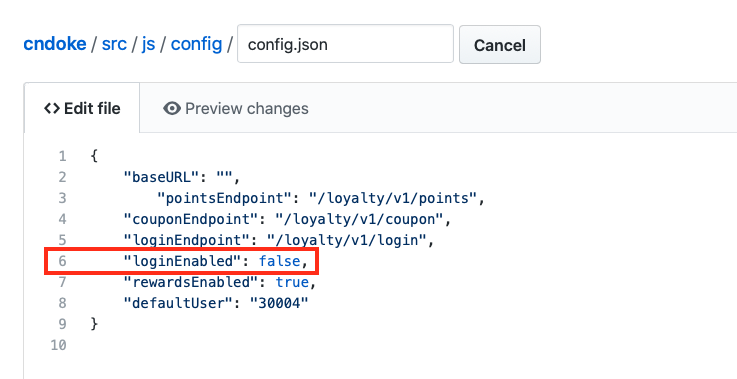 cndoke / src / js / config / config.json Cancel
<> Edit file Preview changes
1 {
2 "baseURL": "",
3 "pointsEndpoint": "/loyalty/v1/points",
4 "couponEndpoint": "/loyalty/v1/coupon",
5 "loginEndpoint": "/loyalty/v1/login",
6 "loginEnabled": false,
7 "rewardsEnabled": true,
8 "defaultUser": "30004"
9 }
10